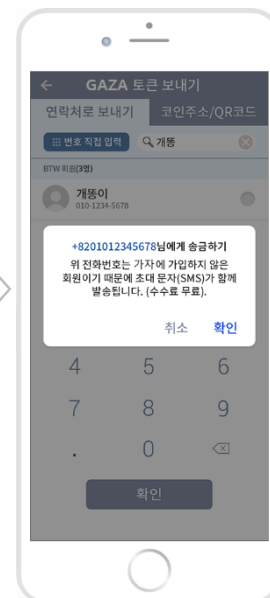 GAZA 토큰 보내기
연락처로 보내기 코인주소/QR코드
번호 직접 입력 개똥
BTW 회원(3명)
개똥이
010-1234-5678
+8201012345678님에게 송금하기
위 전화번호는 가자에 가입하지 않은
회원이기 때문에 초대 문자(SMS)가 함께
발송됩니다. (수수료 무료).
취소 확인
4 5 6
7 8 9
. 0
확인